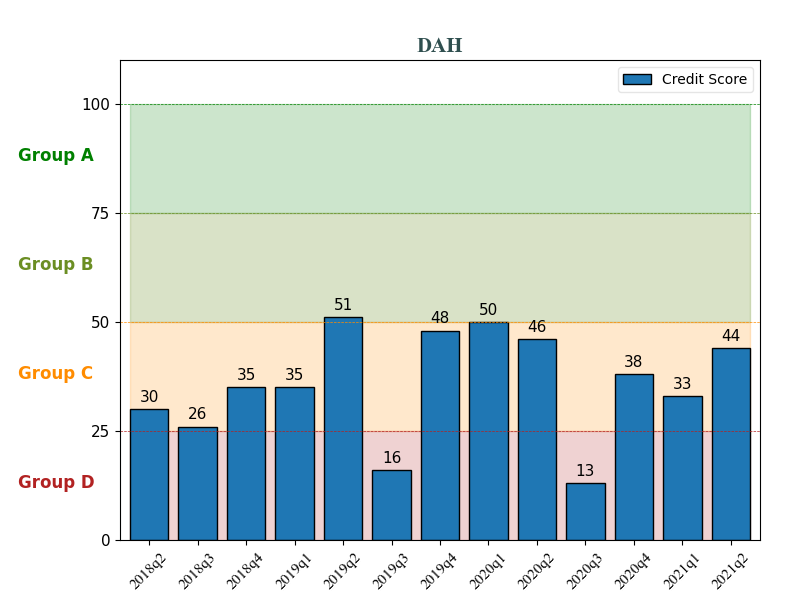 DAH
Credit Score
100
Group A
75
Group B
50
Group C
25
Group D
0
30
26
35
35
51
16
48
50
46
13
38
33
44
2018q2
2018q3
2018q4
2019q1
2019q2
2019q3
2019q4
2020q1
2020q2
2020q3
2020q4
2021q1
2021q2